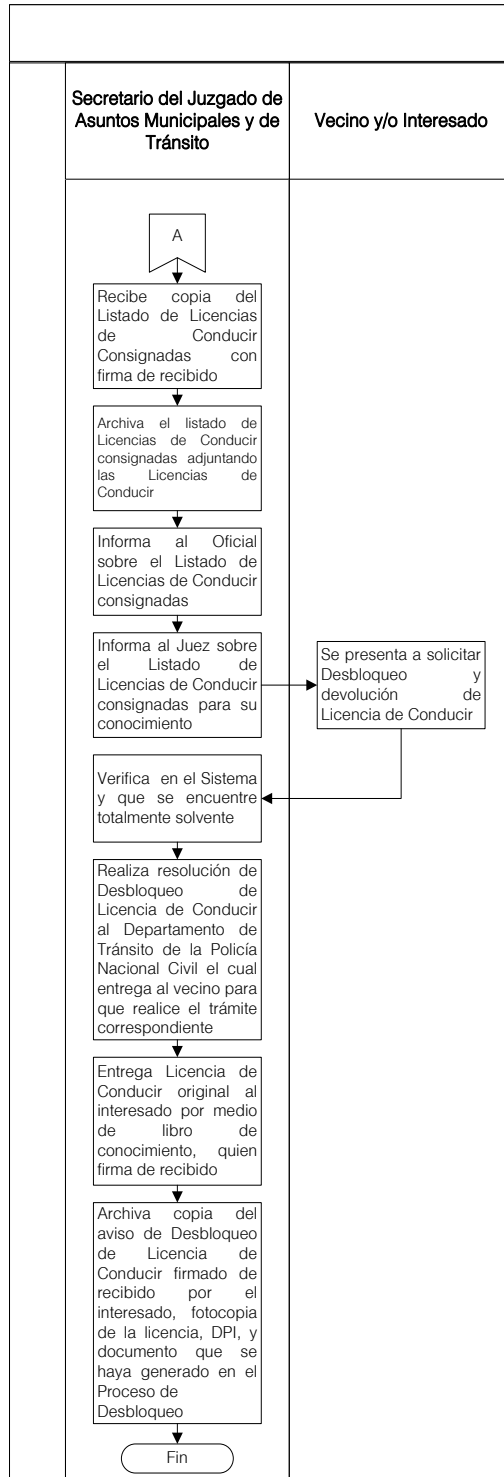 Secretario del Juzgado de
Asuntos Municipales y de
Tránsito
Vecino y/o Interesado
A
Recibe copia del
Listado de Licencias
de Conducir
Consignadas con
firma de recibido
Archiva el listado de
Licencias de Conducir
consignadas adjuntando
las Licencias de
Conducir
Informa al Oficial
sobre el Listado de
Licencias de Conducir
consignadas
Informa al Juez sobre
el Listado de
Licencias de Conducir
consignadas para su
conocimiento
Se presenta a solicitar
Desbloqueo y
devolución de
Licencia de Conducir
Verifica en el Sistema
y que se encuentre
totalmente solvente
Realiza resolución de
Desbloqueo de
Licencia de Conducir
al Departamento de
Tránsito de la Policía
Nacional Civil el cual
entrega al vecino para
que realice el trámite
correspondiente
Entrega Licencia de
Conducir original al
interesado por medio
de libro de
conocimiento, quien
firma de recibido
Archiva copia del
aviso de Desbloqueo
de Licencia de
Conducir firmado de
recibido por el
interesado, fotocopia
de la licencia, DPI, y
documento que se
haya generado en el
Proceso de
Desbloqueo
Fin